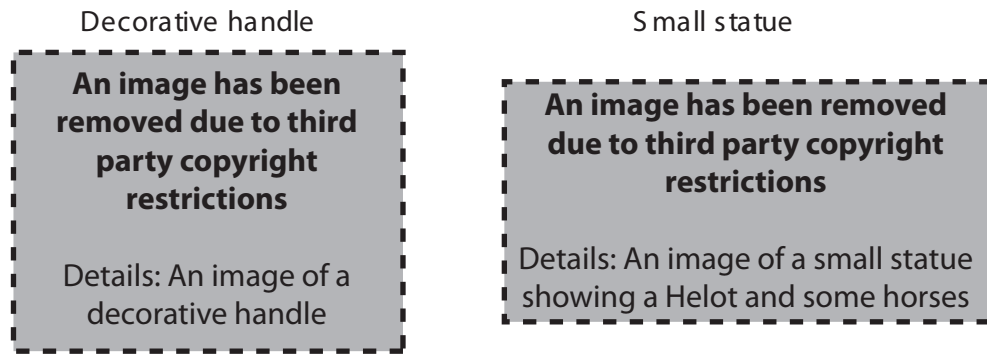 Decorative handle
An image has been
removed due to third
party copyright
restrictions
Details: An image of a
decorative handle
Small statue
An image has been removed
due to third party copyright
restrictions
Details: An image of a small statue
showing a Helot and some horses